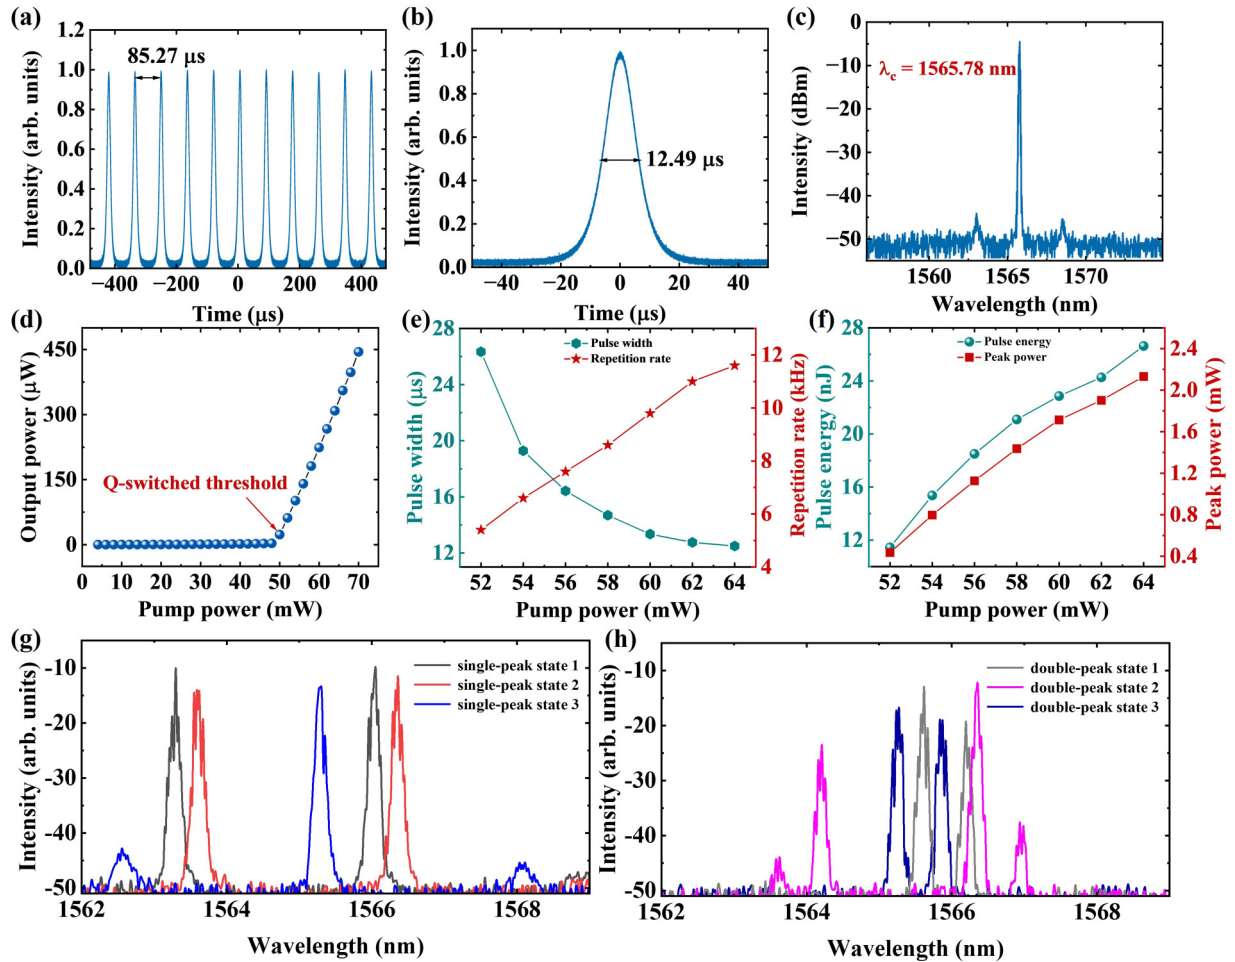 (a)
1.2
1.0
0.8
0.6
0.4
0.2
0.0
Intensity (arb. units)
85.27 μs
−400 −200 0 200 400
Time (μs)
(b)
1.0
0.8
0.6
0.4
0.2
0.0
Intensity (arb. units)
12.49 μs
−40 −20 0 20 40
Time (μs)
(c)
0
−10
−20
−30
−40
−50
Intensity (dBm)
λc = 1565.78 nm
1560 1565 1570
Wavelength (nm)
(d)
450
300
150
0
Output power (μW)
Q-switched threshold
0 10 20 30 40 50 60 70
Pump power (mW)
(e)
28
24
20
16
12
Pulse width (μs)
Pulse width
Repetition rate
12
10
8
6
4
Repetition rate (kHz)
52 54 56 58 60 62 64
Pump power (mW)
(f)
28
24
20
16
12
Pulse energy (nJ)
Pulse energy
Peak power
2.4
2.0
1.6
1.2
0.8
0.4
Peak power (mW)
52 54 56 58 60 62 64
Pump power (mW)
(g)
-10
-20
-30
-40
-50
Intensity (arb. units)
single-peak state 1
single-peak state 2
single-peak state 3
1562 1564 1566 1568
Wavelength (nm)
(h)
-10
-20
-30
-40
-50
Intensity (arb. units)
double-peak state 1
double-peak state 2
double-peak state 3
1562 1564 1566 1568
Wavelength (nm)